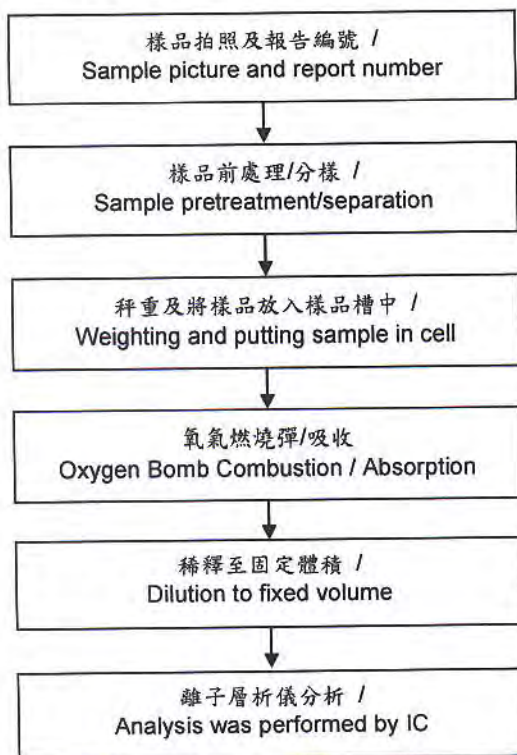 樣品拍照及報告編號 /
Sample picture and report number
樣品前處理/分樣 /
Sample pretreatment/separation
秤重及將樣品放入樣品槽中 /
Weighting and putting sample in cell
氧氣燃燒彈/吸收
Oxygen Bomb Combustion / Absorption
稀釋至固定體積 /
Dilution to fixed volume
離子層析儀分析 /
Analysis was performed by IC